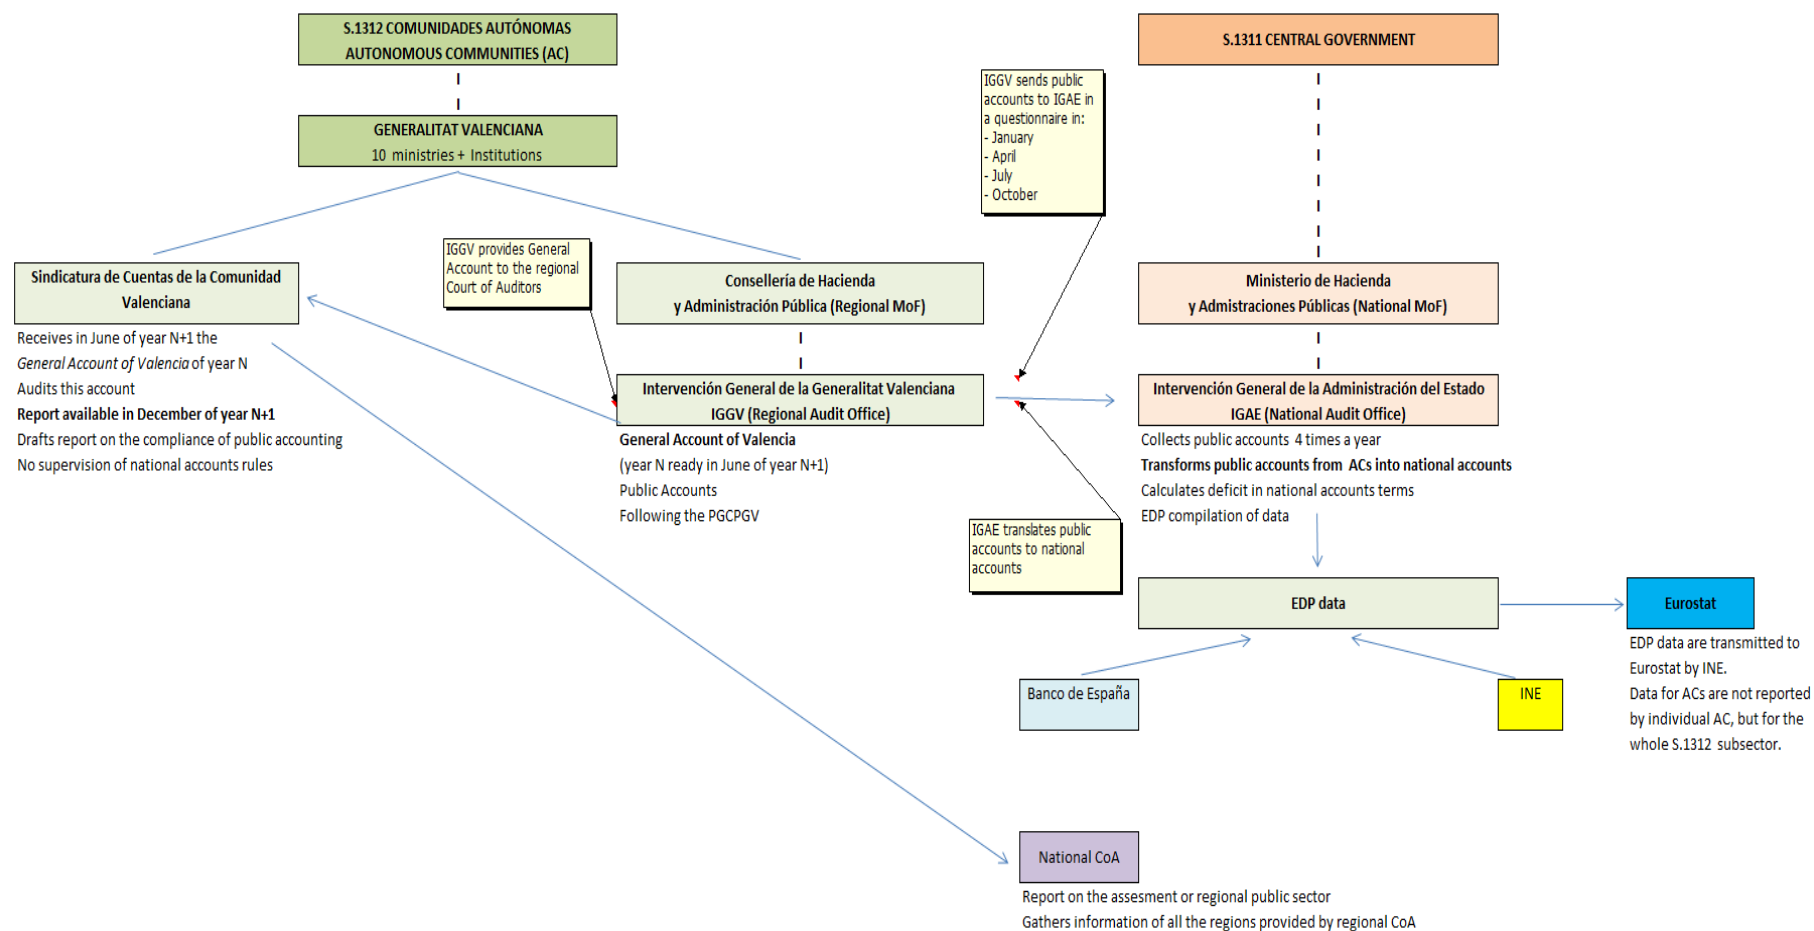 S.1312 COMUNIDADES AUTÓNOMAS
AUTONOMOUS COMMUNITIES (AC)
S.1311 CENTRAL GOVERNMENT
IGGV sends public
accounts to IGAE in
a questionnaire in:
- January
- April
- July
- October
GENERALITAT VALENCIANA
10 ministries + Institutions
IGGV provides General
Account to the regional
Court of Auditors
Sindicatura de Cuentas de la Comunidad
Valenciana
Receives in June of year N+1 the
General Account of Valencia of year N
Audits this account
Report available in December of year N+1
Drafts report on the compliance of public accounting
No supervision of national accounts rules
Consellería de Hacienda
y Administración Pública (Regional MoF)
Intervención General de la Generalitat Valenciana
IGGV (Regional Audit Office)
General Account of Valencia
(year N ready in June of year N+1)
Public Accounts
Following the PGCPGV
Ministerio de Hacienda
y Admistraciones Públicas (National MoF)
Intervención General de la Administración del Estado
IGAE (National Audit Office)
Collects public accounts 4 times a year
Transforms public accounts from ACs into national accounts
Calculates deficit in national accounts terms
EDP compilation of data
IGAE translates public
accounts to national
accounts
EDP data
Eurostat
EDP data are transmitted to
Eurostat by INE.
Data for ACs are not reported
by individual AC, but for the
whole S.1312 subsector.
Banco de España
INE
National CoA
Report on the assesment or regional public sector
Gathers information of all the regions provided by regional CoA